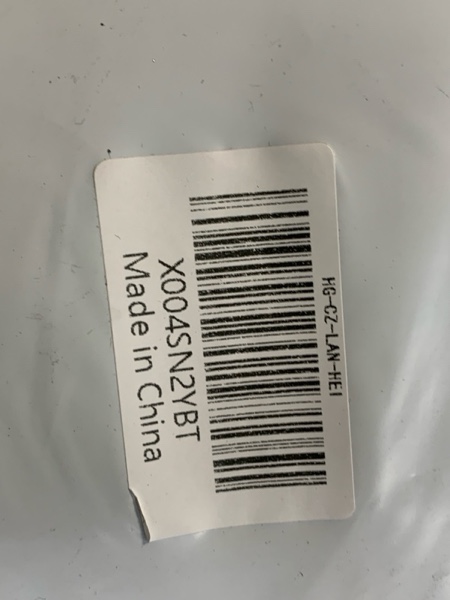 HG-CZ-LAN-HEI
X004SN2YBT
Made in China